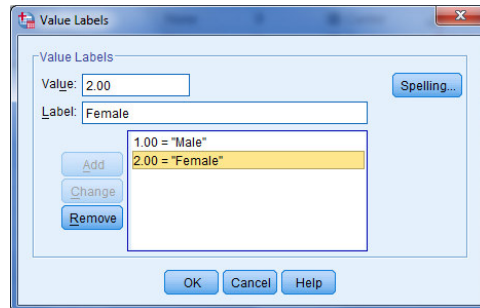 Value Labels
Value Labels
Value: 2.00
Spelling...
Label: Female
1.00 = "Male"
2.00 = "Female"
Add
Change
Remove
OK Cancel Help